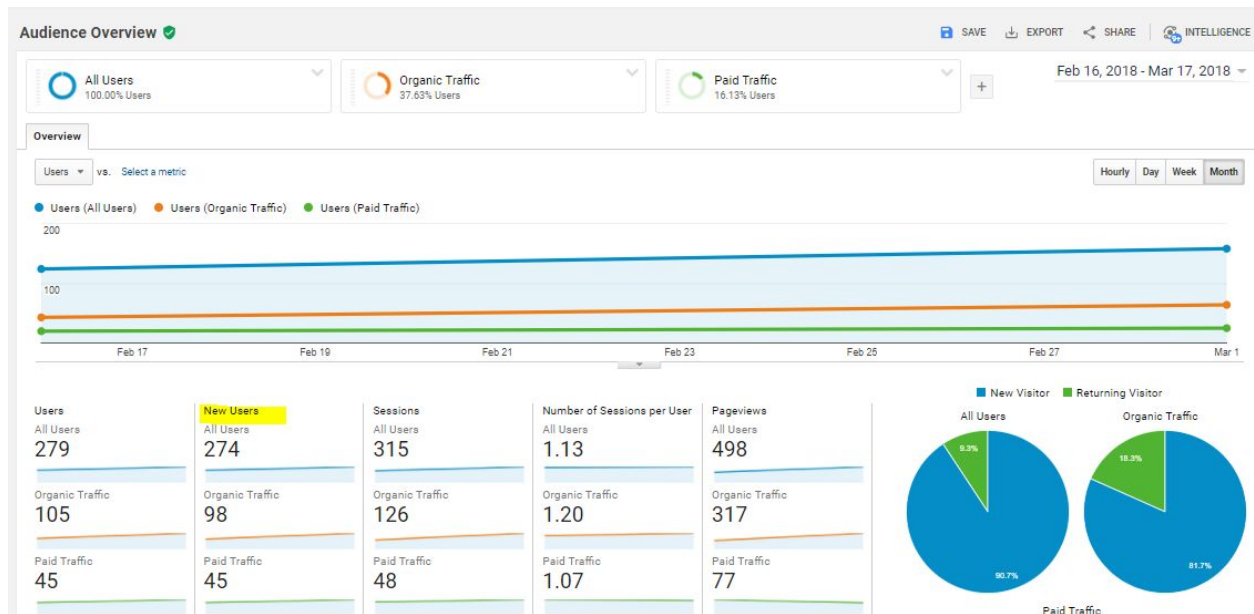 Audience Overview
SAVE EXPORT SHARE INTELLIGENCE
9+
All Users
100.00% Users
Organic Traffic
37.63% Users
Paid Traffic
16.13% Users
+
Feb 16, 2018 - Mar 17, 2018
Overview
Users vs. Select a metric
Hourly Day Week Month
Users (All Users) Users (Organic Traffic) Users (Paid Traffic)
200
100
Feb 17 Feb 19 Feb 21 Feb 23 Feb 25 Feb 27 Mar 1
Users
All Users
279
Organic Traffic
105
Paid Traffic
45
New Users
All Users
274
Organic Traffic
98
Paid Traffic
45
Sessions
All Users
315
Organic Traffic
126
Paid Traffic
48
Number of Sessions per User
All Users
1.13
Organic Traffic
1.20
Paid Traffic
1.07
Pageviews
All Users
498
Organic Traffic
317
Paid Traffic
77
New Visitor Returning Visitor
All Users
9.3%
90.7%
Organic Traffic
18.3%
81.7%
Paid Traffic